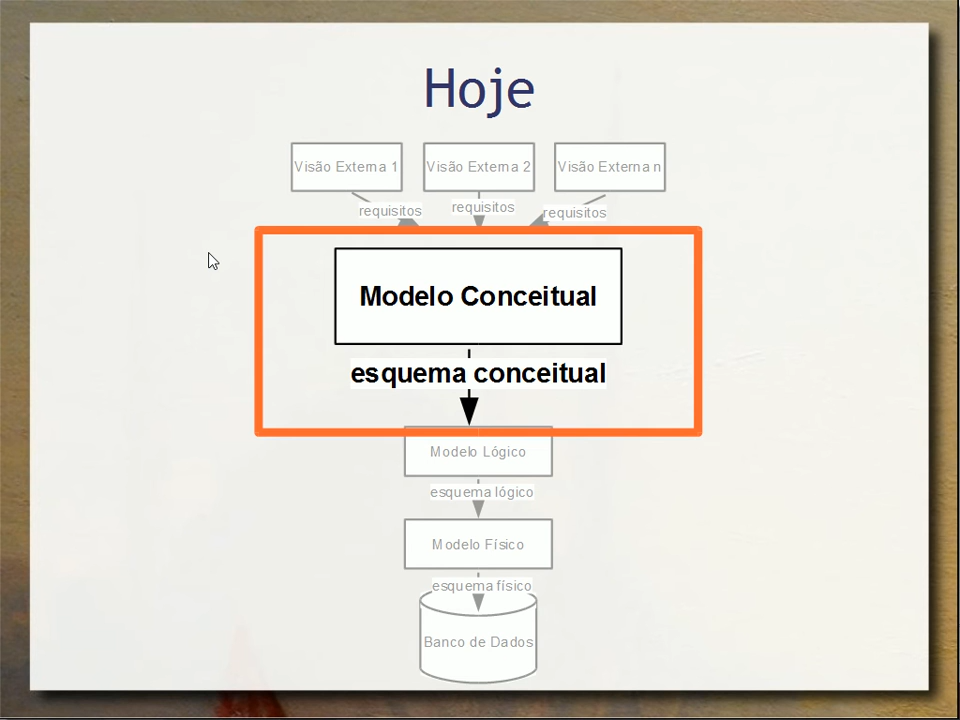 Hoje
Visão Externa 1
Visão Externa 2
Visão Externa n
requisitos
requisitos
requisitos
Modelo Conceitual
esquema conceitual
Modelo Lógico
esquema lógico
Modelo Físico
esquema físico
Banco de Dados